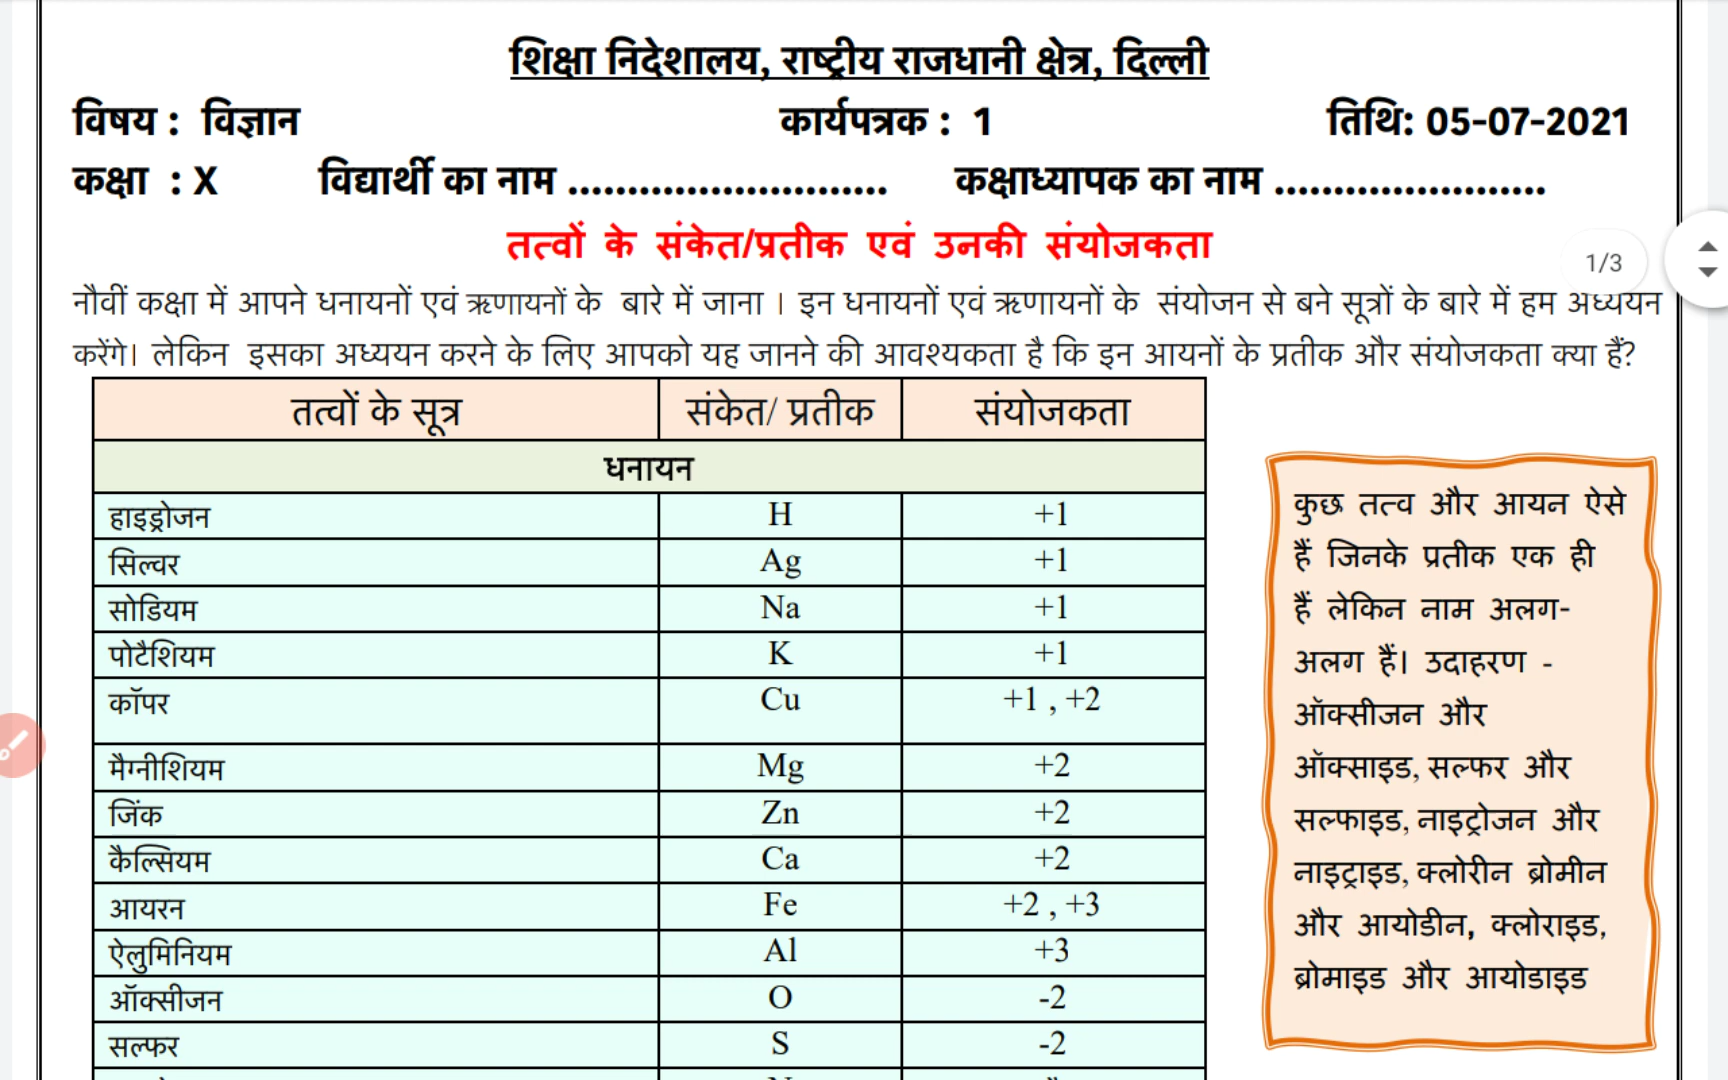 शिक्षा निदेशालय, राष्ट्रीय राजधानी क्षेत्र, दिल्ली
विषय : विज्ञान कार्यपत्रक : 1 तिथि: 05-07-2021
कक्षा : X विद्यार्थी का नाम ........................... कक्षाध्यापक का नाम .......................
तत्वों के संकेत/प्रतीक एवं उनकी संयोजकता
1/3
नौवीं कक्षा में आपने धनायनों एवं ऋणायनों के बारे में जाना । इन धनायनों एवं ऋणायनों के संयोजन से बने सूत्रों के बारे में हम अध्ययन
करेंगे। लेकिन इसका अध्ययन करने के लिए आपको यह जानने की आवश्यकता है कि इन आयनों के प्रतीक और संयोजकता क्या हैं?
तत्वों के सूत्र संकेत/ प्रतीक संयोजकता
धनायन
हाइड्रोजन H +1
सिल्वर Ag +1
सोडियम Na +1
पोटैशियम K +1
कॉपर Cu +1 , +2
मैग्नीशियम Mg +2
जिंक Zn +2
कैल्सियम Ca +2
आयरन Fe +2 , +3
ऐलुमिनियम Al +3
ऑक्सीजन O -2
सल्फर S -2
कुछ तत्व और आयन ऐसे
हैं जिनके प्रतीक एक ही
हैं लेकिन नाम अलग-
अलग हैं। उदाहरण -
ऑक्सीजन और
ऑक्साइड, सल्फर और
सल्फाइड, नाइट्रोजन और
नाइट्राइड, क्लोरीन ब्रोमीन
और आयोडीन, क्लोराइड,
ब्रोमाइड और आयोडाइड